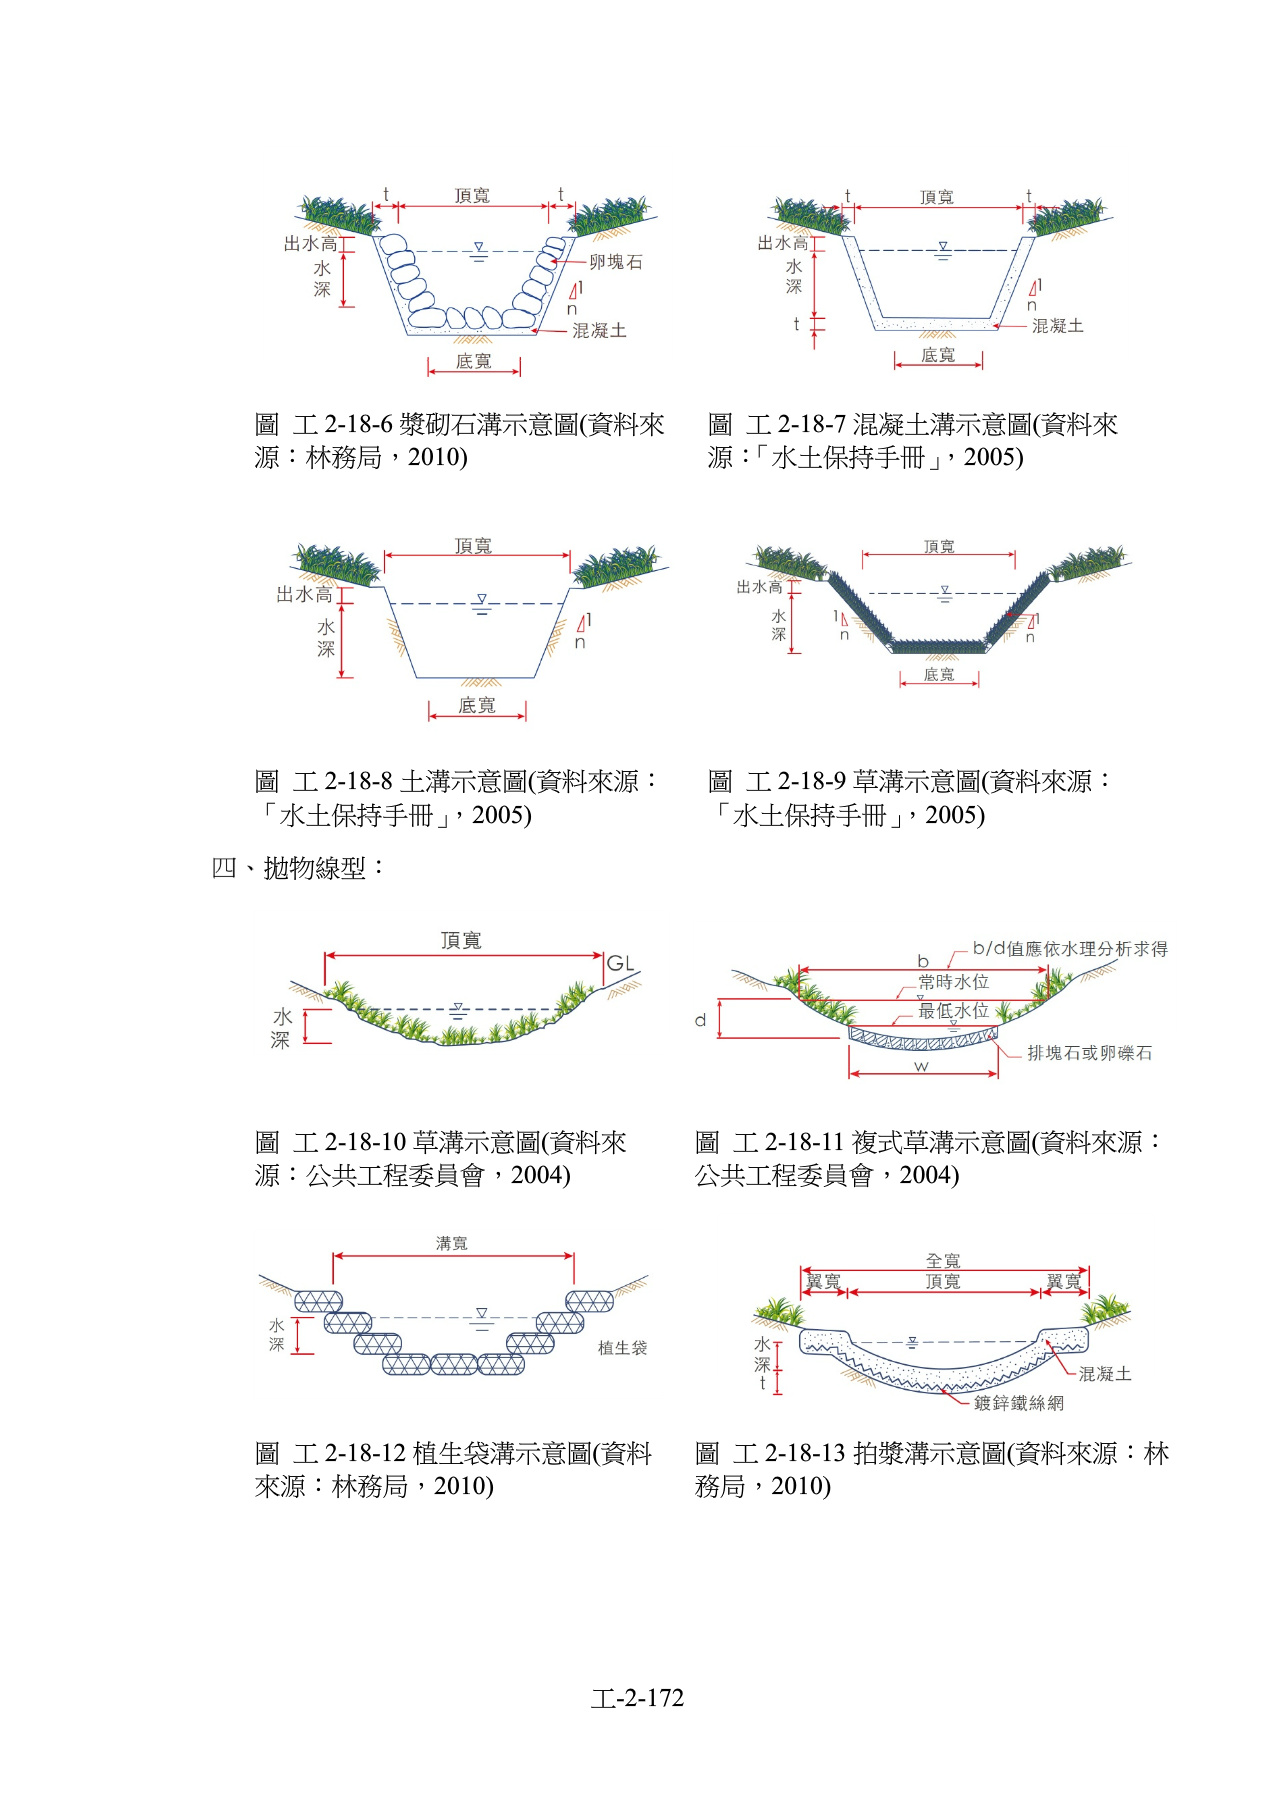 t 頂寬 t
出水高
水深
卵塊石
1
n
混凝土
底寬
t 頂寬 t
出水高
水深
t
1
n
混凝土
底寬
圖 工 2-18-6 漿砌石溝示意圖(資料來
源：林務局，2010)
圖 工 2-18-7 混凝土溝示意圖(資料來
源：「水土保持手冊」，2005)
頂寬
出水高
水深
1
n
底寬
頂寬
出水高
水深
1
n
1
n
底寬
圖 工 2-18-8 土溝示意圖(資料來源：
「水土保持手冊」，2005)
圖 工 2-18-9 草溝示意圖(資料來源：
「水土保持手冊」，2005)
四、拋物線型：
頂寬
GL
水深
b/d值應依水理分析求得
b
常時水位
最低水位
d
排塊石或卵礫石
w
圖 工 2-18-10 草溝示意圖(資料來
源：公共工程委員會，2004)
圖 工 2-18-11 複式草溝示意圖(資料來源：
公共工程委員會，2004)
溝寬
水深
植生袋
全寬
翼寬 頂寬 翼寬
水深
t
混凝土
鍍鋅鐵絲網
圖 工 2-18-12 植生袋溝示意圖(資料
來源：林務局，2010)
圖 工 2-18-13 拍漿溝示意圖(資料來源：林
務局，2010)
工-2-172